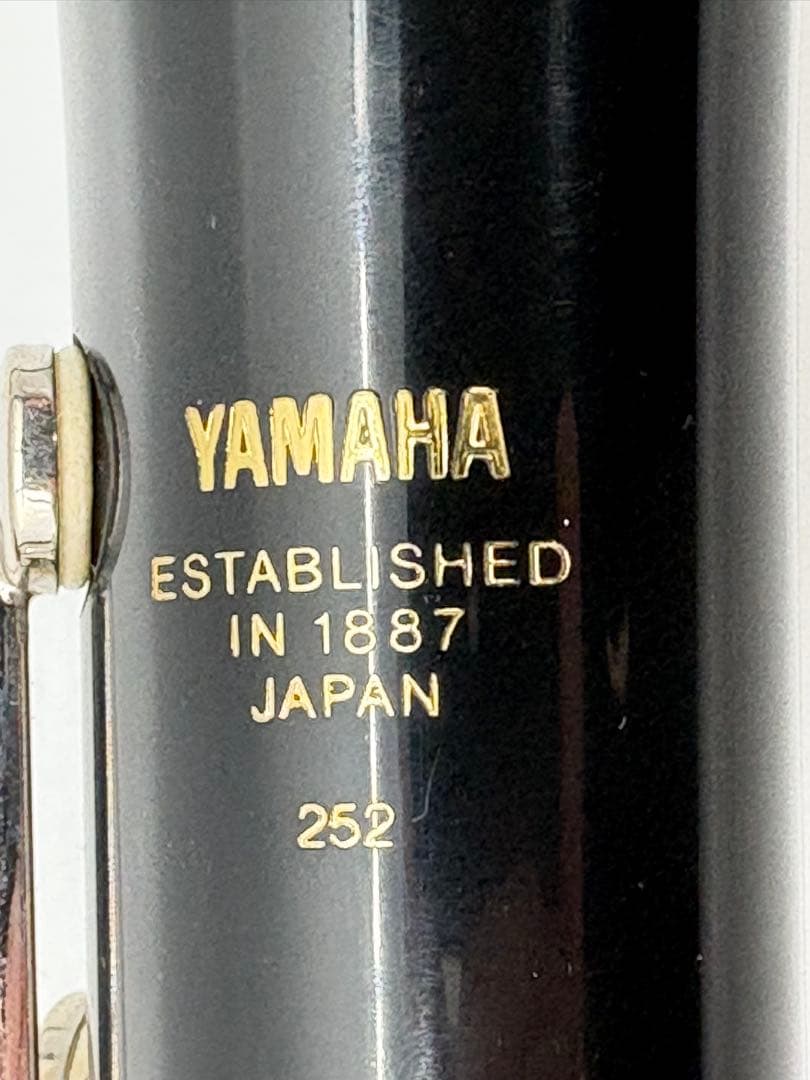 YAMAHA
ESTABLISHED
IN 1887
JAPAN
252